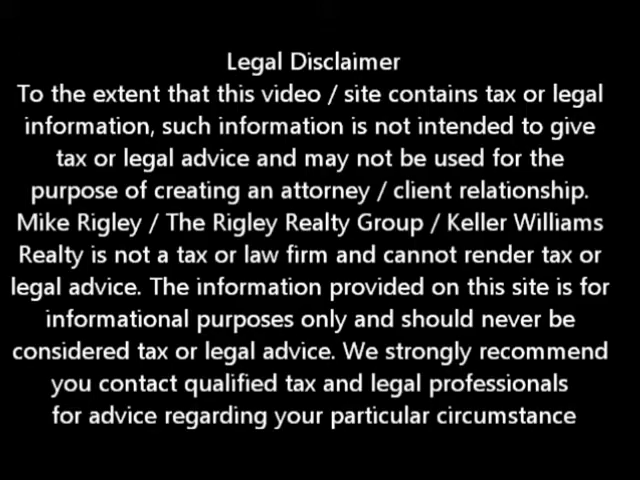 Legal Disclaimer
To the extent that this video / site contains tax or legal
information, such information is not intended to give
tax or legal advice and may not be used for the
purpose of creating an attorney / client relationship.
Mike Rigley / The Rigley Realty Group / Keller Williams
Realty is not a tax or law firm and cannot render tax or
legal advice. The information provided on this site is for
informational purposes only and should never be
considered tax or legal advice. We strongly recommend
you contact qualified tax and legal professionals
for advice regarding your particular circumstance